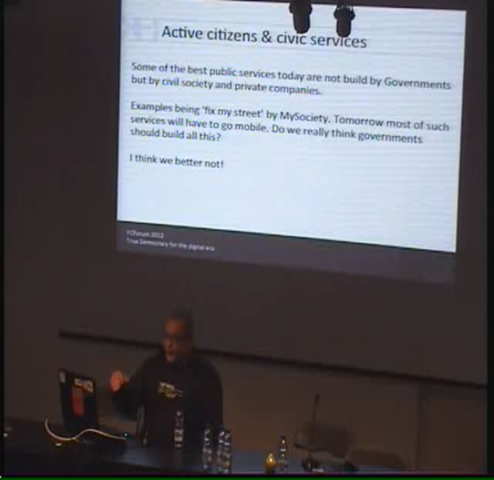 Active citizens & civic services
Some of the best public services today are not build by Governments
but by civil society and private companies.
Examples being 'fix my street' by MySociety. Tomorrow most of such
services will have to go mobile. Do we really think governments
should build all this?
I think we better not!
FCForum 2012
True Democracy for the digital era